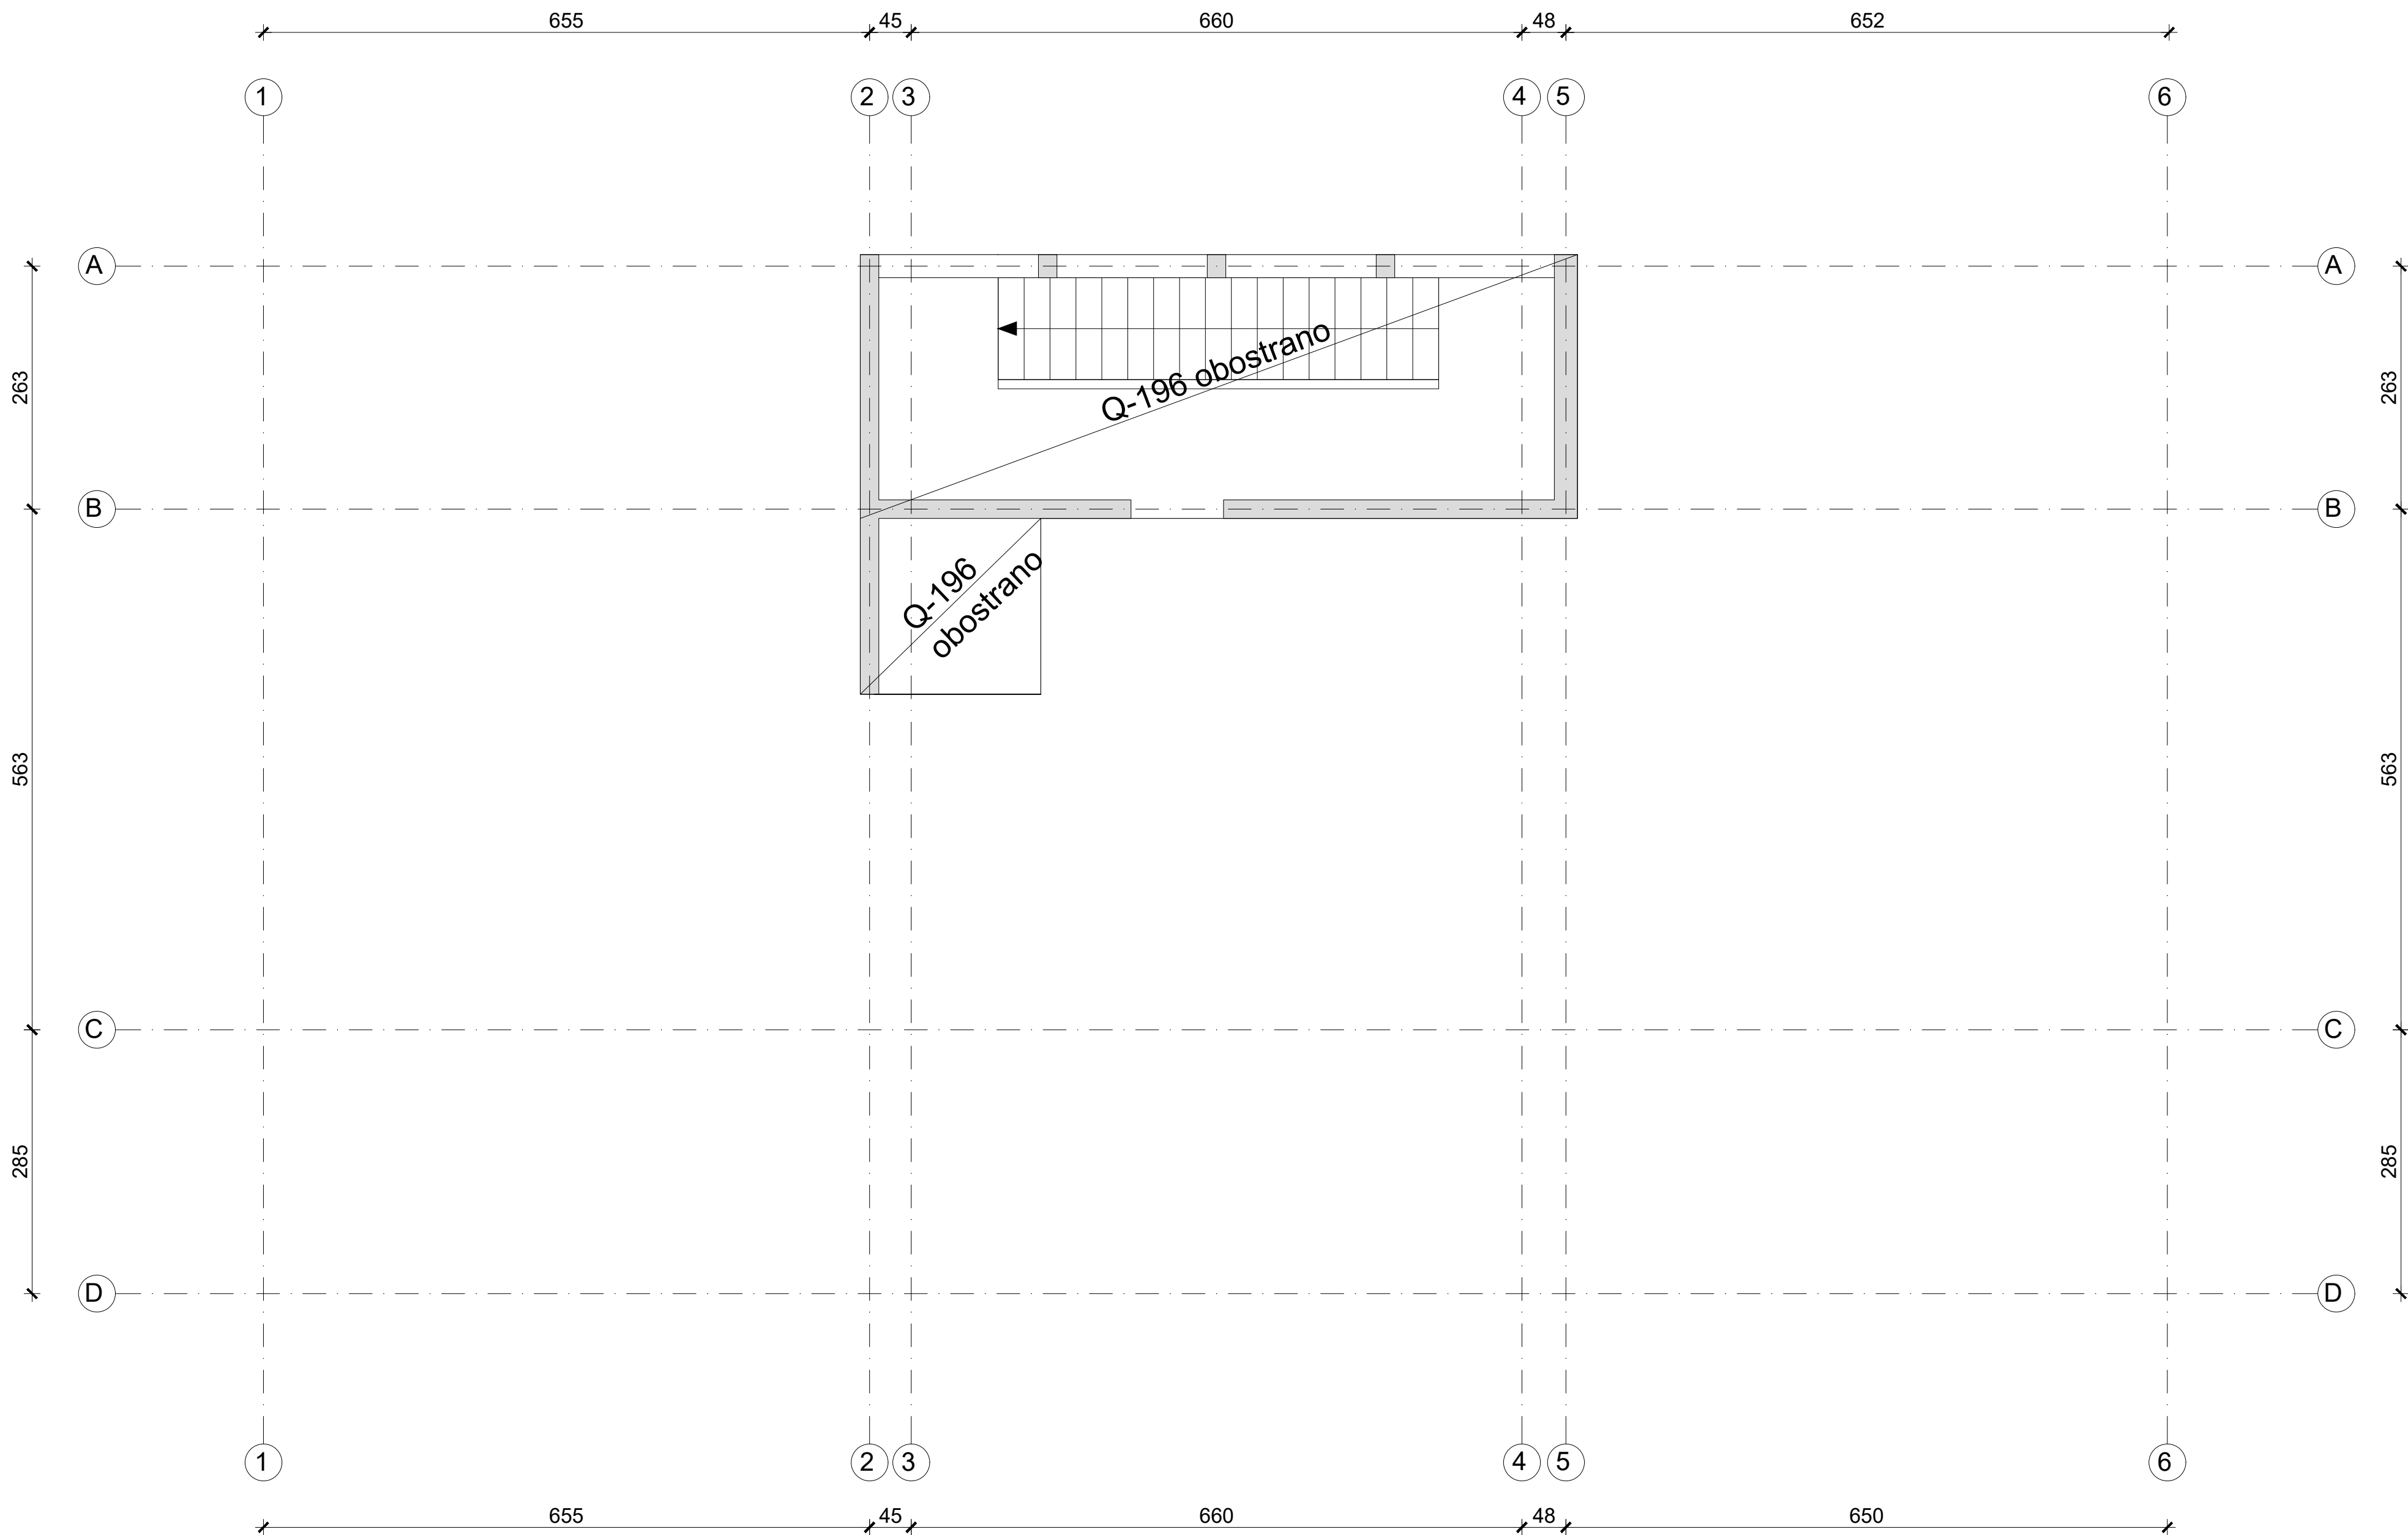 655 45 660 48 652
1 2 3 4 5 6
A A
263 263
Q-196 obostrano
B B
Q-196
obostrano
563 563
C C
285 285
D D
1 2 3 4 5 6
655 45 660 48 650